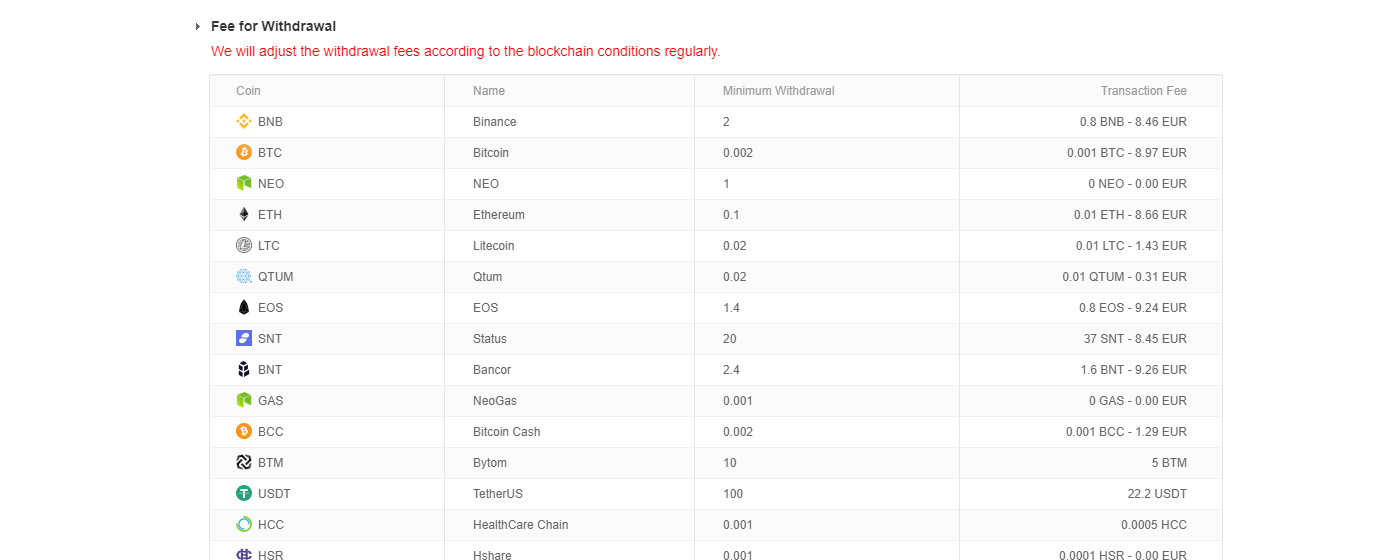 Fee for Withdrawal
We will adjust the withdrawal fees according to the blockchain conditions regularly.
Coin Name Minimum Withdrawal Transaction Fee
BNB Binance 2 0.8 BNB - 8.46 EUR
BTC Bitcoin 0.002 0.001 BTC - 8.97 EUR
NEO NEO 1 0 NEO - 0.00 EUR
ETH Ethereum 0.1 0.01 ETH - 8.66 EUR
LTC Litecoin 0.02 0.01 LTC - 1.43 EUR
QTUM Qtum 0.02 0.01 QTUM - 0.31 EUR
EOS EOS 1.4 0.8 EOS - 9.24 EUR
SNT Status 20 37 SNT - 8.45 EUR
BNT Bancor 2.4 1.6 BNT - 9.26 EUR
GAS NeoGas 0.001 0 GAS - 0.00 EUR
BCC Bitcoin Cash 0.002 0.001 BCC - 1.29 EUR
BTM Bytom 10 5 BTM
USDT TetherUS 100 22.2 USDT
HCC HealthCare Chain 0.001 0.0005 HCC
HSR Hshare 0.001 0.0001 HSR - 0.00 EUR